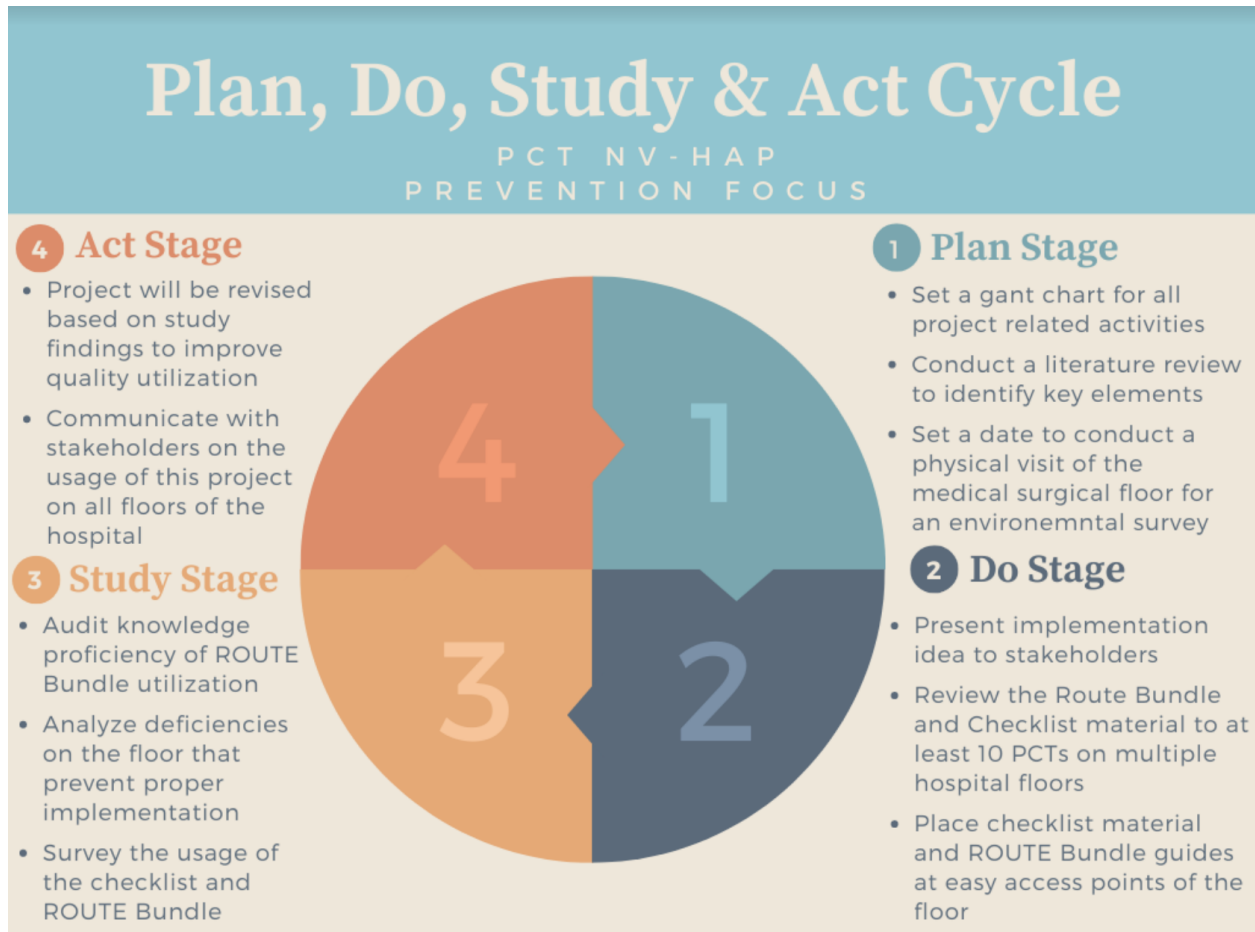 Plan, Do, Study & Act Cycle
PCT NV-HAP
PREVENTION FOCUS
1 Plan Stage
• Set a gant chart for all
project related activities
• Conduct a literature review
to identify key elements
• Set a date to conduct a
physical visit of the
medical surgical floor for
an environemntal survey
2 Do Stage
• Present implementation
idea to stakeholders
• Review the Route Bundle
and Checklist material to at
least 10 PCTs on multiple
hospital floors
• Place checklist material
and ROUTE Bundle guides
at easy access points of the
floor
3 Study Stage
• Audit knowledge
proficiency of ROUTE
Bundle utilization
• Analyze deficiencies
on the floor that
prevent proper
implementation
• Survey the usage of
the checklist and
ROUTE Bundle
4 Act Stage
• Project will be revised
based on study
findings to improve
quality utilization
• Communicate with
stakeholders on the
usage of this project
on all floors of the
hospital
1
2
3
4